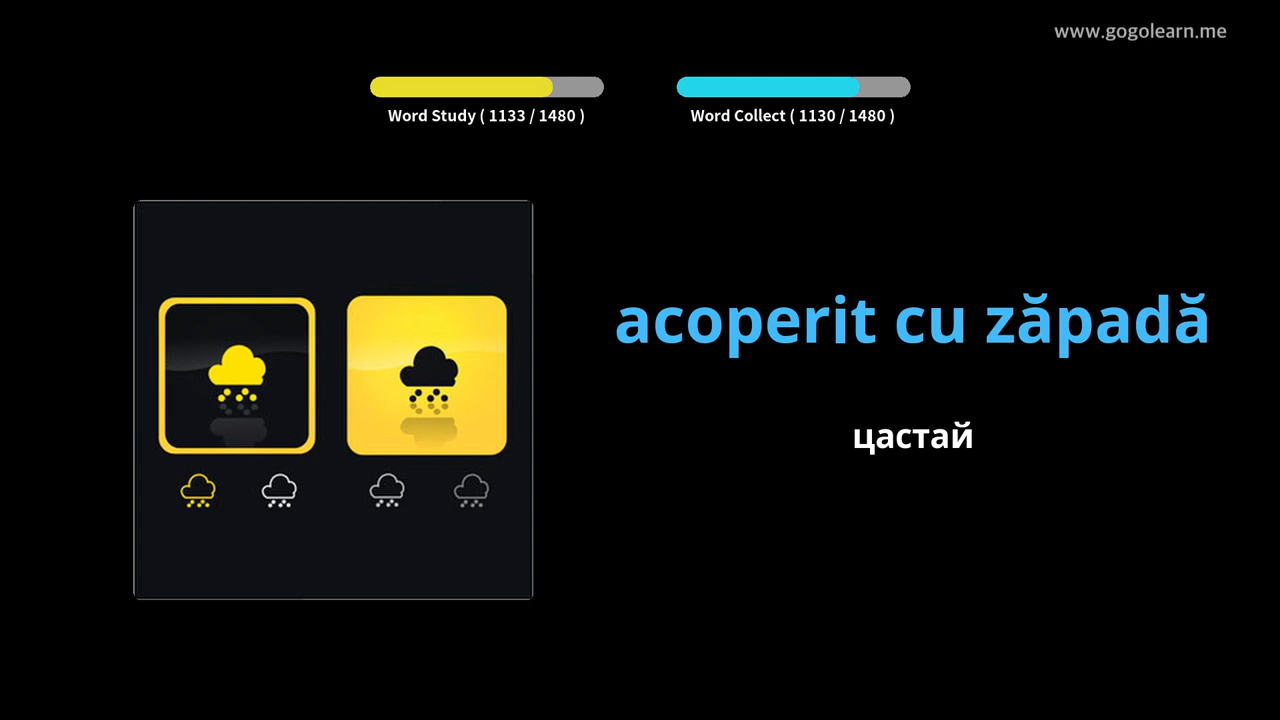 www.gogolearn.me
Word Study ( 1133 / 1480 )
Word Collect ( 1130 / 1480 )
acoperit cu zăpadă
цастай